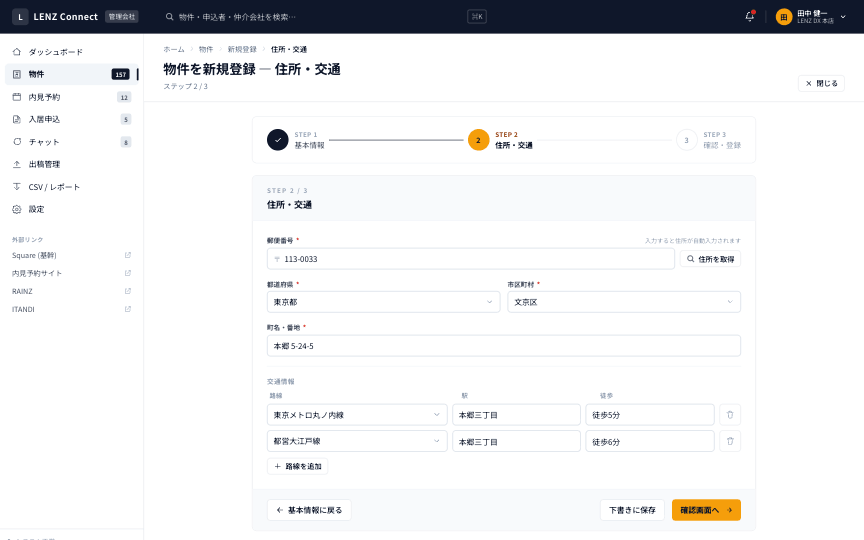 L LENZ Connect 管理会社
物件・申込者・仲介会社を検索…
⌘K
田 田中 健一
LENZ DX 本店
ダッシュボード
物件 157
内見予約 12
入居申込 5
チャット 8
出稿管理
CSV / レポート
設定
外部リンク
Square (基幹)
内見予約サイト
RAINZ
ITANDI
ホーム 物件 新規登録 住所・交通
物件を新規登録 — 住所・交通
ステップ 2 / 3
閉じる
STEP 1
基本情報
2 STEP 2
住所・交通
3 STEP 3
確認・登録
STEP 2 / 3
住所・交通
郵便番号 *
入力すると住所が自動入力されます
〒 113-0033
住所を取得
都道府県 * 市区町村 *
東京都 文京区
町名・番地 *
本郷 5-24-5
交通情報
路線 駅 徒歩
東京メトロ丸ノ内線 本郷三丁目 徒歩5分
都営大江戸線 本郷三丁目 徒歩6分
路線を追加
基本情報に戻る
下書きに保存
確認画面へ